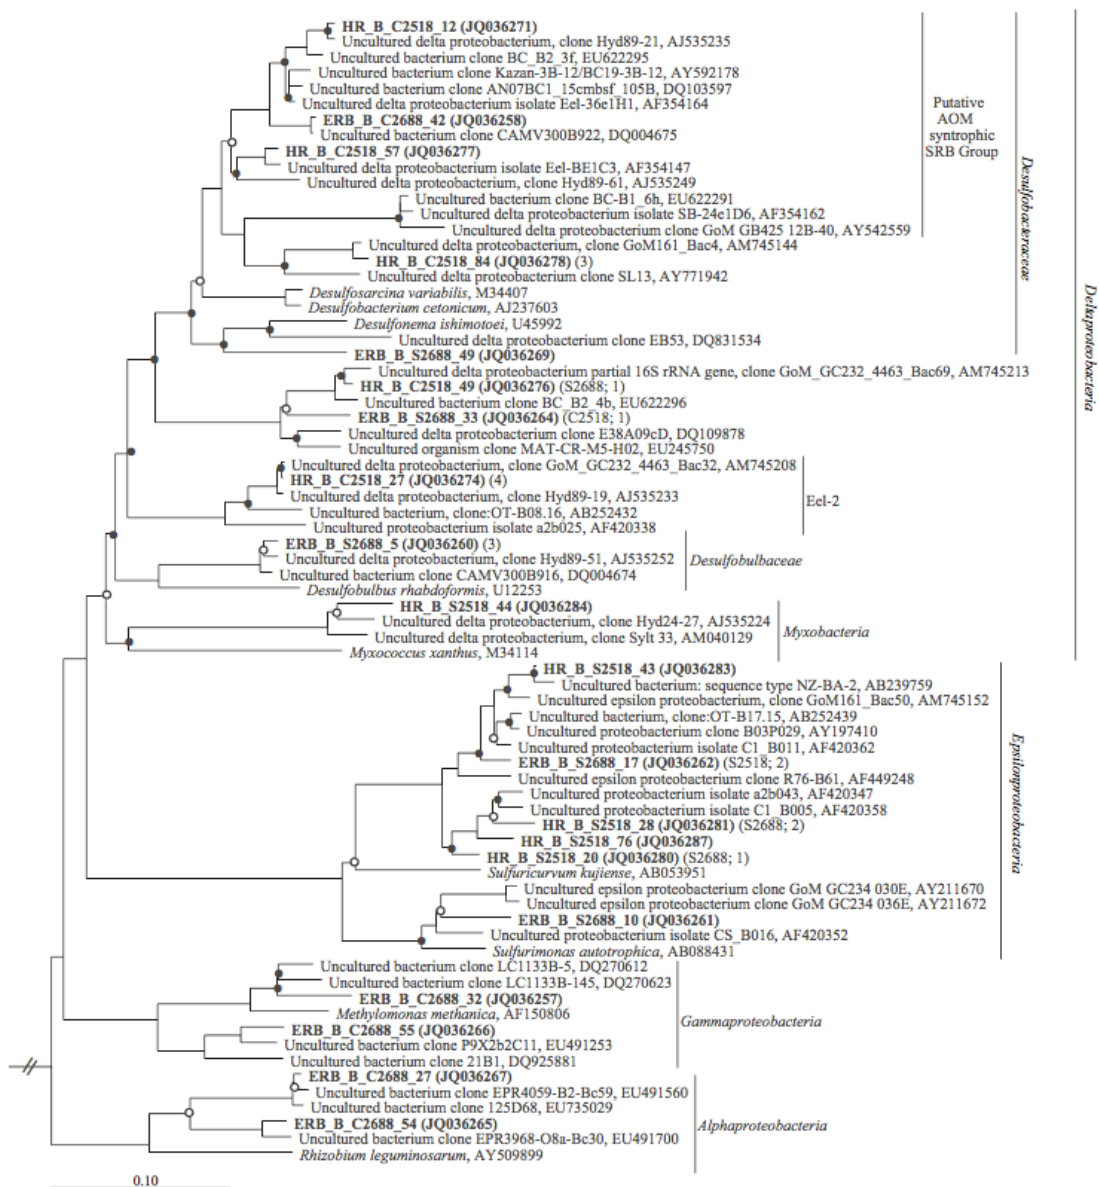 HR_B_C2518_12 (JQ036271)
Uncultured delta proteobacterium, clone Hyd89-21, AJ535235
Uncultured bacterium clone BC_B2_3f, EU622295
Uncultured bacterium clone Kazan-3B-12/BC19-3B-12, AY592178
Uncultured bacterium clone AN07BC1_15cmbsf_105B, DQ103597
Uncultured delta proteobacterium isolate Eel-36e1H1, AF354164
ERB_B_C2688_42 (JQ036258)
Uncultured bacterium clone CAMV300B922, DQ004675
HR_B_C2518_57 (JQ036277)
Uncultured delta proteobacterium isolate Eel-BE1C3, AF354147
Uncultured delta proteobacterium, clone Hyd89-61, AJ535249
Uncultured bacterium clone BC-B1_6h, EU622291
Uncultured delta proteobacterium isolate SB-24e1D6, AF354162
Uncultured delta proteobacterium clone GoM GB425 12B-40, AY542559
Putative
AOM
syntrophic
SRB Group
Uncultured delta proteobacterium, clone GoM161_Bac4, AM745144
HR_B_C2518_84 (JQ036278) (3)
Uncultured delta proteobacterium clone SL13, AY771942
Desulfosarcina variabilis, M34407
Desulfobacterium cetonicum, AJ237603
Desulfonema ishimotoei, U45992
Uncultured delta proteobacterium clone EB53, DQ831534
ERB_B_S2688_49 (JQ036269)
Desulfobacteraceae
Uncultured delta proteobacterium partial 16S rRNA gene, clone GoM_GC232_4463_Bac69, AM745213
HR_B_C2518_49 (JQ036276) (S2688; 1)
Uncultured bacterium clone BC_B2_4b, EU622296
ERB_B_S2688_33 (JQ036264) (C2518; 1)
Uncultured delta proteobacterium clone E38A09cD, DQ109878
Uncultured organism clone MAT-CR-M5-H02, EU245750
Uncultured delta proteobacterium, clone GoM_GC232_4463_Bac32, AM745208
HR_B_C2518_27 (JQ036274) (4)
Uncultured delta proteobacterium, clone Hyd89-19, AJ535233
Uncultured bacterium, clone:OT-B08.16, AB252432
Uncultured proteobacterium isolate a2b025, AF420338
Eel-2
ERB_B_S2688_5 (JQ036260) (3)
Uncultured delta proteobacterium, clone Hyd89-51, AJ535252
Uncultured bacterium clone CAMV300B916, DQ004674
Desulfobulbus rhabdoformis, U12253
Desulfobulbaceae
HR_B_S2518_44 (JQ036284)
Uncultured delta proteobacterium, clone Hyd24-27, AJ535224
Uncultured delta proteobacterium, clone Sylt 33, AM040129
Myxococcus xanthus, M34114
Myxobacteria
Deltaproteobacteria
HR_B_S2518_43 (JQ036283)
Uncultured bacterium: sequence type NZ-BA-2, AB239759
Uncultured epsilon proteobacterium, clone GoM161_Bac50, AM745152
Uncultured bacterium, clone:OT-B17.15, AB252439
Uncultured proteobacterium clone B03P029, AY197410
Uncultured proteobacterium isolate C1_B011, AF420362
ERB_B_S2688_17 (JQ036262) (S2518; 2)
Uncultured epsilon proteobacterium clone R76-B61, AF449248
Uncultured proteobacterium isolate a2b043, AF420347
Uncultured proteobacterium isolate C1_B005, AF420358
HR_B_S2518_28 (JQ036281) (S2688; 2)
HR_B_S2518_76 (JQ036287)
HR_B_S2518_20 (JQ036280) (S2688; 1)
Sulfuricurvum kujiense, AB053951
Uncultured epsilon proteobacterium clone GoM GC234 030E, AY211670
Uncultured epsilon proteobacterium clone GoM GC234 036E, AY211672
ERB_B_S2688_10 (JQ036261)
Uncultured proteobacterium isolate CS_B016, AF420352
Sulfurimonas autotrophica, AB088431
Epsilonproteobacteria
Uncultured bacterium clone LC1133B-5, DQ270612
Uncultured bacterium clone LC1133B-145, DQ270623
ERB_B_C2688_32 (JQ036257)
Methylomonas methanica, AF150806
ERB_B_C2688_55 (JQ036266)
Uncultured bacterium clone P9X2b2C11, EU491253
Uncultured bacterium clone 21B1, DQ925881
Gammaproteobacteria
ERB_B_C2688_27 (JQ036267)
Uncultured bacterium clone EPR4059-B2-Bc59, EU491560
Uncultured bacterium clone 125D68, EU735029
ERB_B_C2688_54 (JQ036265)
Uncultured bacterium clone EPR3968-O8a-Bc30, EU491700
Rhizobium leguminosarum, AY509899
Alphaproteobacteria
0.10